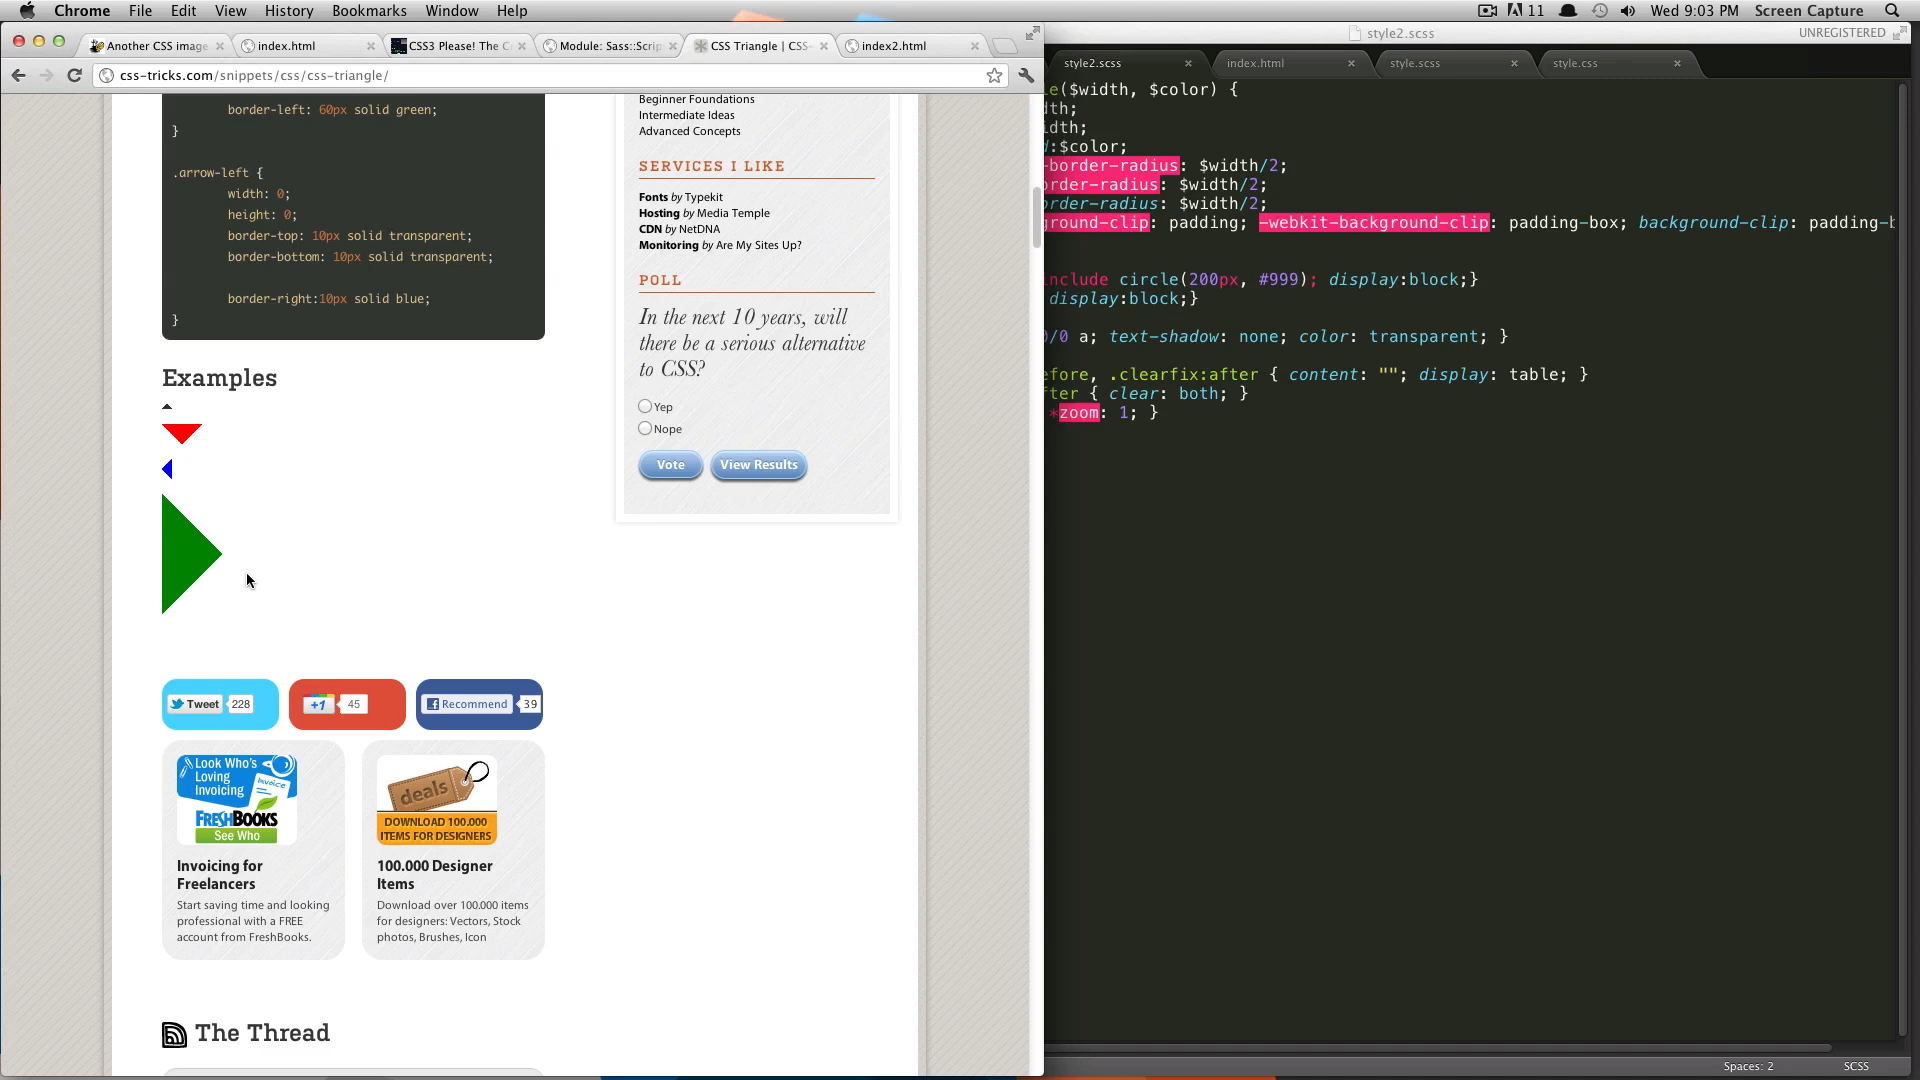 Chrome File Edit View History Bookmarks Window Help
11 Wed 9:03 PM Screen Capture
Another CSS image
index.html
CSS3 Please! The C
Module: Sass::Scrip
CSS Triangle | CSS-
index2.html
css-tricks.com/snippets/css/css-triangle/
border-left: 60px solid green;
}
.arrow-left {
width: 0;
height: 0;
border-top: 10px solid transparent;
border-bottom: 10px solid transparent;
border-right:10px solid blue;
}
Examples
Tweet 228
+1 45
Recommend 39
Look Who's
Loving
Invoicing
Invoice
FRESHBOOKS
See Who
Invoicing for
Freelancers
Start saving time and looking
professional with a FREE
account from FreshBooks.
deals
DOWNLOAD 100.000
ITEMS FOR DESIGNERS
100.000 Designer
Items
Download over 100.000 items
for designers: Vectors, Stock
photos, Brushes, Icon
The Thread
Beginner Foundations
Intermediate Ideas
Advanced Concepts
SERVICES I LIKE
Fonts by Typekit
Hosting by Media Temple
CDN by NetDNA
Monitoring by Are My Sites Up?
POLL
In the next 10 years, will
there be a serious alternative
to CSS?
Yep
Nope
Vote View Results
style2.scss UNREGISTERED
style2.scss index.html style.scss style.css
le($width, $color) {
dth;
idth;
d:$color;
-border-radius: $width/2;
order-radius: $width/2;
order-radius: $width/2;
ground-clip: padding; -webkit-background-clip: padding-box; background-clip: padding-b
include circle(200px, #999); display:block;}
display:block;}
0/0 a; text-shadow: none; color: transparent; }
efore, .clearfix:after { content: ""; display: table; }
fter { clear: both; }
*zoom: 1; }
Spaces: 2 SCSS